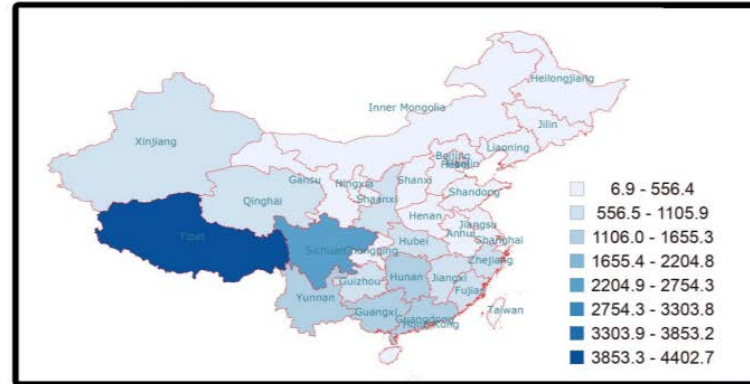 Heilongjiang
Inner Mongolia
Jilin
Xinjiang
Liaoning
Beijing
Gansu
Ningxia
Shanxi
Shandong
Qinghai
Shaanxi
Henan
Jiangsu
Anhui
Shanghai
Tibet
Sichuan
Chongqing
Hubei
Zhejiang
Hunan
Jiangxi
Guizhou
Fujian
Yunnan
Guangxi
Guangdong
Hong Kong
Taiwan
6.9 - 556.4
556.5 - 1105.9
1106.0 - 1655.3
1655.4 - 2204.8
2204.9 - 2754.3
2754.3 - 3303.8
3303.9 - 3853.2
3853.3 - 4402.7